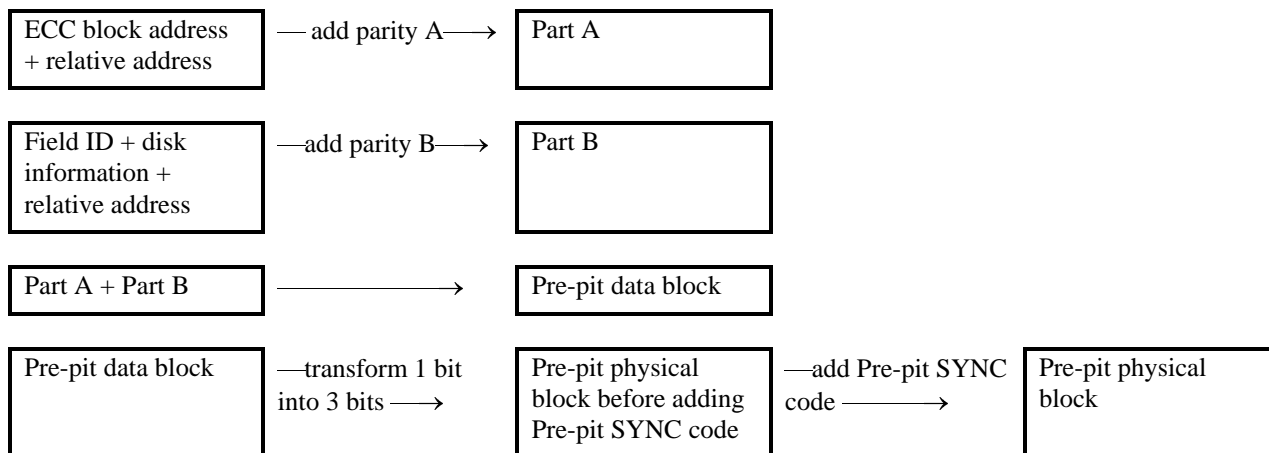 ECC block address — add parity A → Part A
+ relative address
Field ID + disk — add parity B → Part B
information +
relative address
Part A + Part B → Pre-pit data block
Pre-pit data block — transform 1 bit Pre-pit physical — add Pre-pit SYNC Pre-pit physical
into 3 bits → block before adding code → block
Pre-pit SYNC code